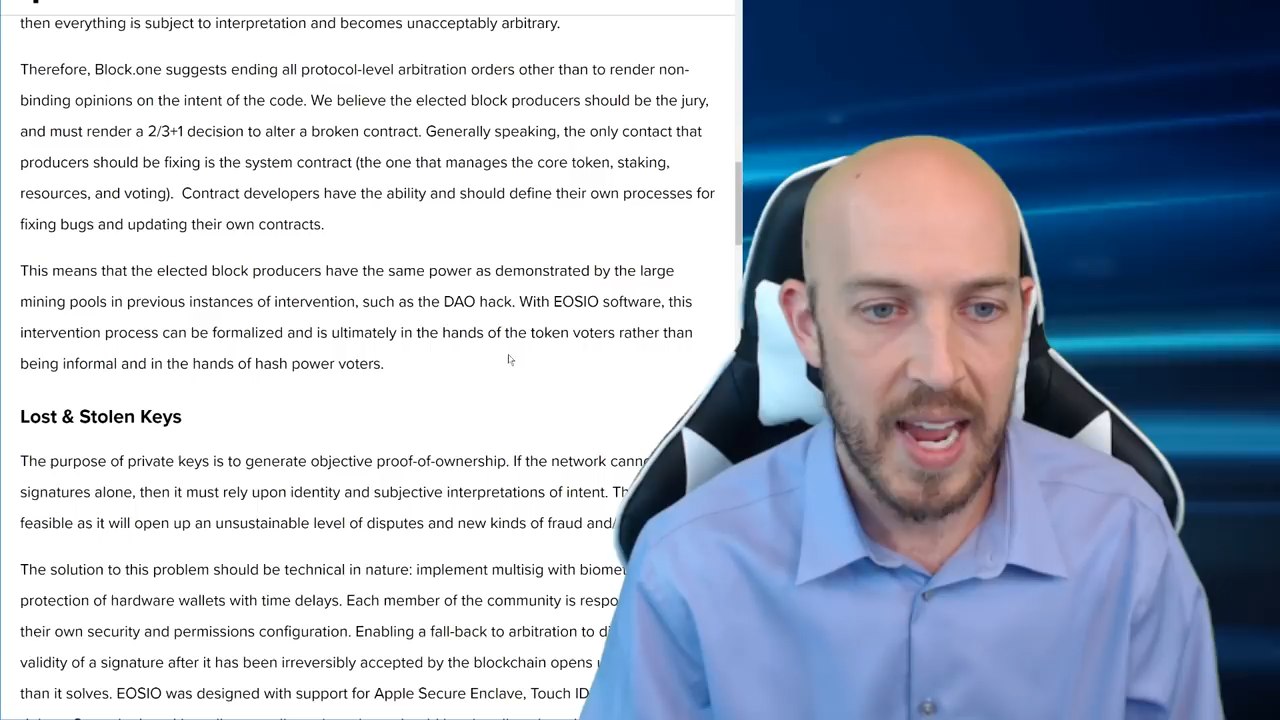 then everything is subject to interpretation and becomes unacceptably arbitrary.
Therefore, Block.one suggests ending all protocol-level arbitration orders other than to render non-
binding opinions on the intent of the code. We believe the elected block producers should be the jury,
and must render a 2/3+1 decision to alter a broken contract. Generally speaking, the only contact that
producers should be fixing is the system contract (the one that manages the core token, staking,
resources, and voting).  Contract developers have the ability and should define their own processes for
fixing bugs and updating their own contracts.
This means that the elected block producers have the same power as demonstrated by the large
mining pools in previous instances of intervention, such as the DAO hack. With EOSIO software, this
intervention process can be formalized and is ultimately in the hands of the token voters rather than
being informal and in the hands of hash power voters.
Lost & Stolen Keys
The purpose of private keys is to generate objective proof-of-ownership. If the network
signatures alone, then it must rely upon identity and subjective interpretations of intent.
feasible as it will open up an unsustainable level of disputes and new kinds of fraud and/
The solution to this problem should be technical in nature: implement multisig with
protection of hardware wallets with time delays. Each member of the community is
their own security and permissions configuration. Enabling a fall-back to arbitration to
validity of a signature after it has been irreversibly accepted by the blockchain opens
than it solves. EOSIO was designed with support for Apple Secure Enclave, Touch ID